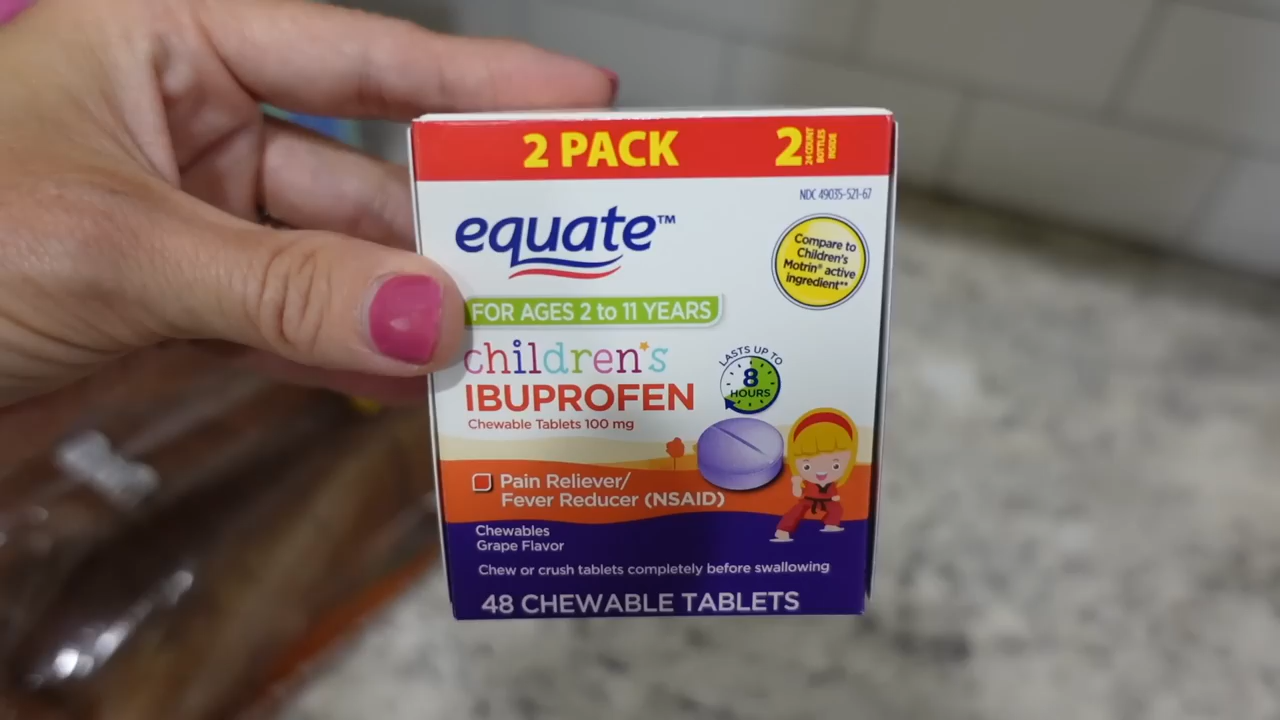 2 PACK
2 24 COUNT
BOTTLES
INSIDE
NDC 49035-521-67
equate™
Compare to
Children's
Motrin® active
ingredient**
FOR AGES 2 to 11 YEARS
children's
IBUPROFEN
Chewable Tablets 100 mg
LASTS UP TO
8
HOURS
Pain Reliever/
Fever Reducer (NSAID)
Chewables
Grape Flavor
Chew or crush tablets completely before swallowing
48 CHEWABLE TABLETS